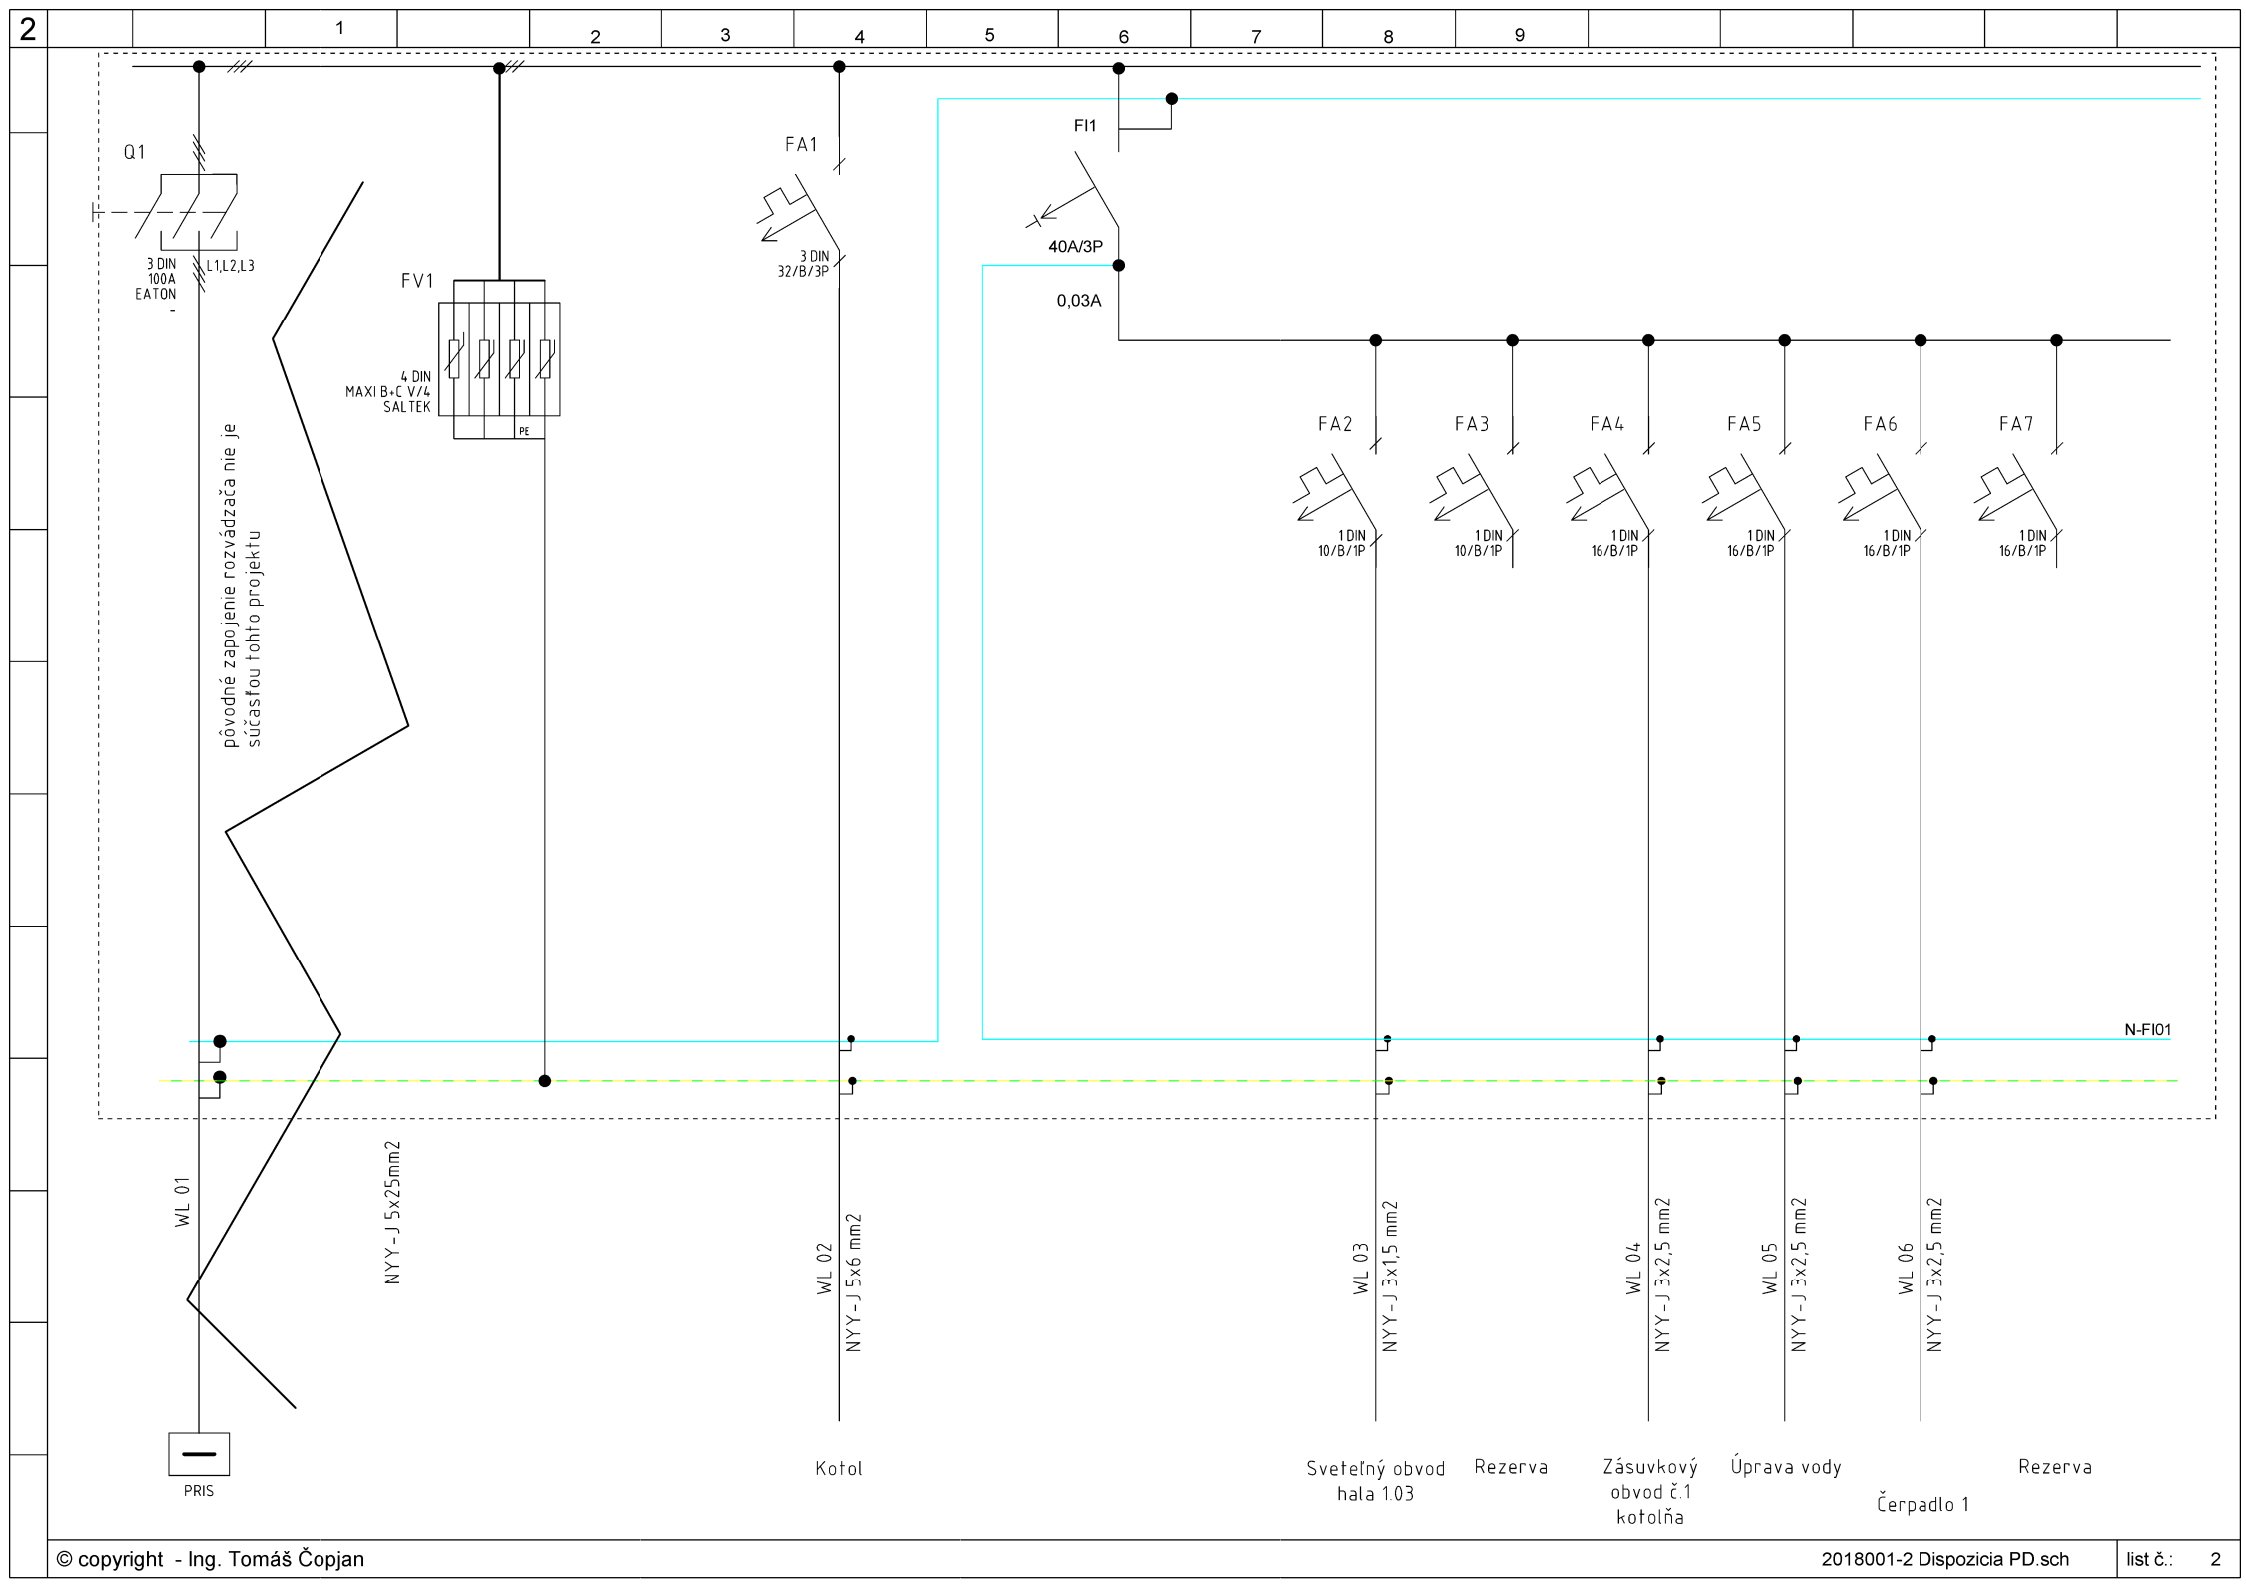 2
1
2
3
4
5
6
7
8
9
Q1
3 DIN
100A
EATON
-
L1,L2,L3
pôvodné zapojenie rozvádzača nie je
súčasťou tohto projektu
FV1
4 DIN
MAXI B+C V/4
SALTEK
PE
FA1
3 DIN
32/B/3P
FI1
40A/3P
0,03A
FA2
1 DIN
10/B/1P
FA3
1 DIN
10/B/1P
FA4
1 DIN
16/B/1P
FA5
1 DIN
16/B/1P
FA6
1 DIN
16/B/1P
FA7
1 DIN
16/B/1P
N-FI01
WL 01
NYY-J 5x25mm2
WL 02
NYY-J 5x6 mm2
WL 03
NYY-J 3x1,5 mm2
WL 04
NYY-J 3x2,5 mm2
WL 05
NYY-J 3x2,5 mm2
WL 06
NYY-J 3x2,5 mm2
PRIS
Kotol
Svetelný obvod
hala 1.03
Rezerva
Zásuvkový
obvod č.1
kotolňa
Úprava vody
Čerpadlo 1
Rezerva
© copyright - Ing. Tomáš Čopjan
2018001-2 Dispozicia PD.sch
list č.: 2